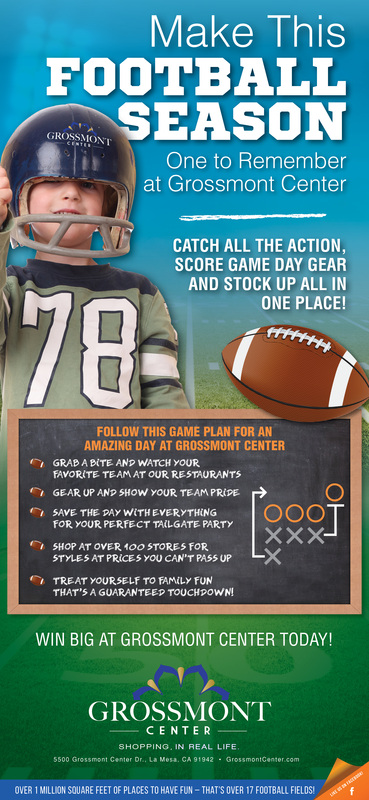 Make This
FOOTBALL
SEASON
One to Remember
at Grossmont Center
GROSSMONT
CENTER
CATCH ALL THE ACTION,
SCORE GAME DAY GEAR
AND STOCK UP ALL IN
ONE PLACE!
78
FOLLOW THIS GAME PLAN FOR AN
AMAZING DAY AT GROSSMONT CENTER
GRAB A BITE AND WATCH YOUR
FAVORITE TEAM AT OUR RESTAURANTS
GEAR UP AND SHOW YOUR TEAM PRIDE
SAVE THE DAY WITH EVERYTHING
FOR YOUR PERFECT TAILGATE PARTY
SHOP AT OVER 100 STORES FOR
STYLES AT PRICES YOU CAN'T PASS UP
TREAT YOURSELF TO FAMILY FUN
THAT'S A GUARANTEED TOUCHDOWN!
O
OOO
XXX
X
WIN BIG AT GROSSMONT CENTER TODAY!
GROSSMONT
CENTER
SHOPPING, IN REAL LIFE.
5500 Grossmont Center Dr., La Mesa, CA 91942 • GrossmontCenter.com
OVER 1 MILLION SQUARE FEET OF PLACES TO HAVE FUN – THAT'S OVER 17 FOOTBALL FIELDS!
LIKE US ON FACEBOOK!
f